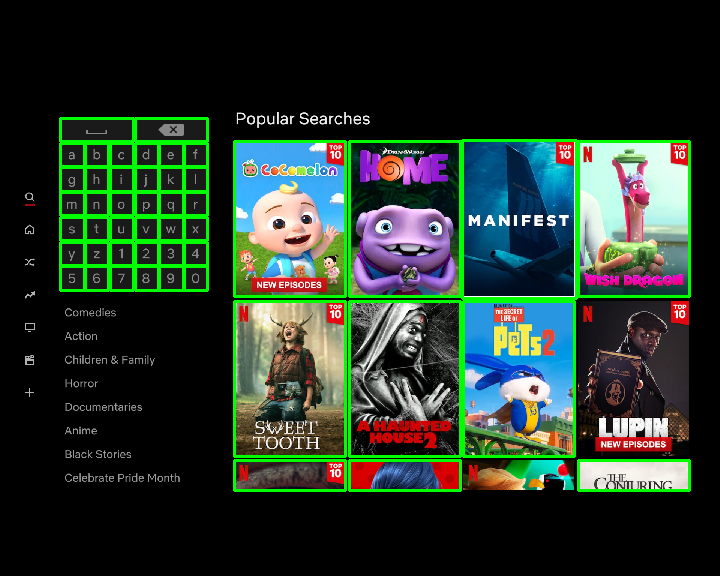 Popular Searches
a b c d e f
g h i j k l
m n o p q r
s t u v w x
y z 1 2 3 4
5 6 7 8 9 0
Comedies
Action
Children & Family
Horror
Documentaries
Anime
Black Stories
Celebrate Pride Month
TOP
10
CoComelon
NEW EPISODES
DREAMWORKS
HOME
TOP
10
MANIFEST
N
TOP
10
WISH DRAGON
N
TOP
10
SWEET
TOOTH
A HAUNTED
HOUSE 2
THE SECRET
LIFE OF
PETS 2
N
TOP
10
LUPIN
NEW EPISODES
N
TOP
10
N
THE
CONJURING